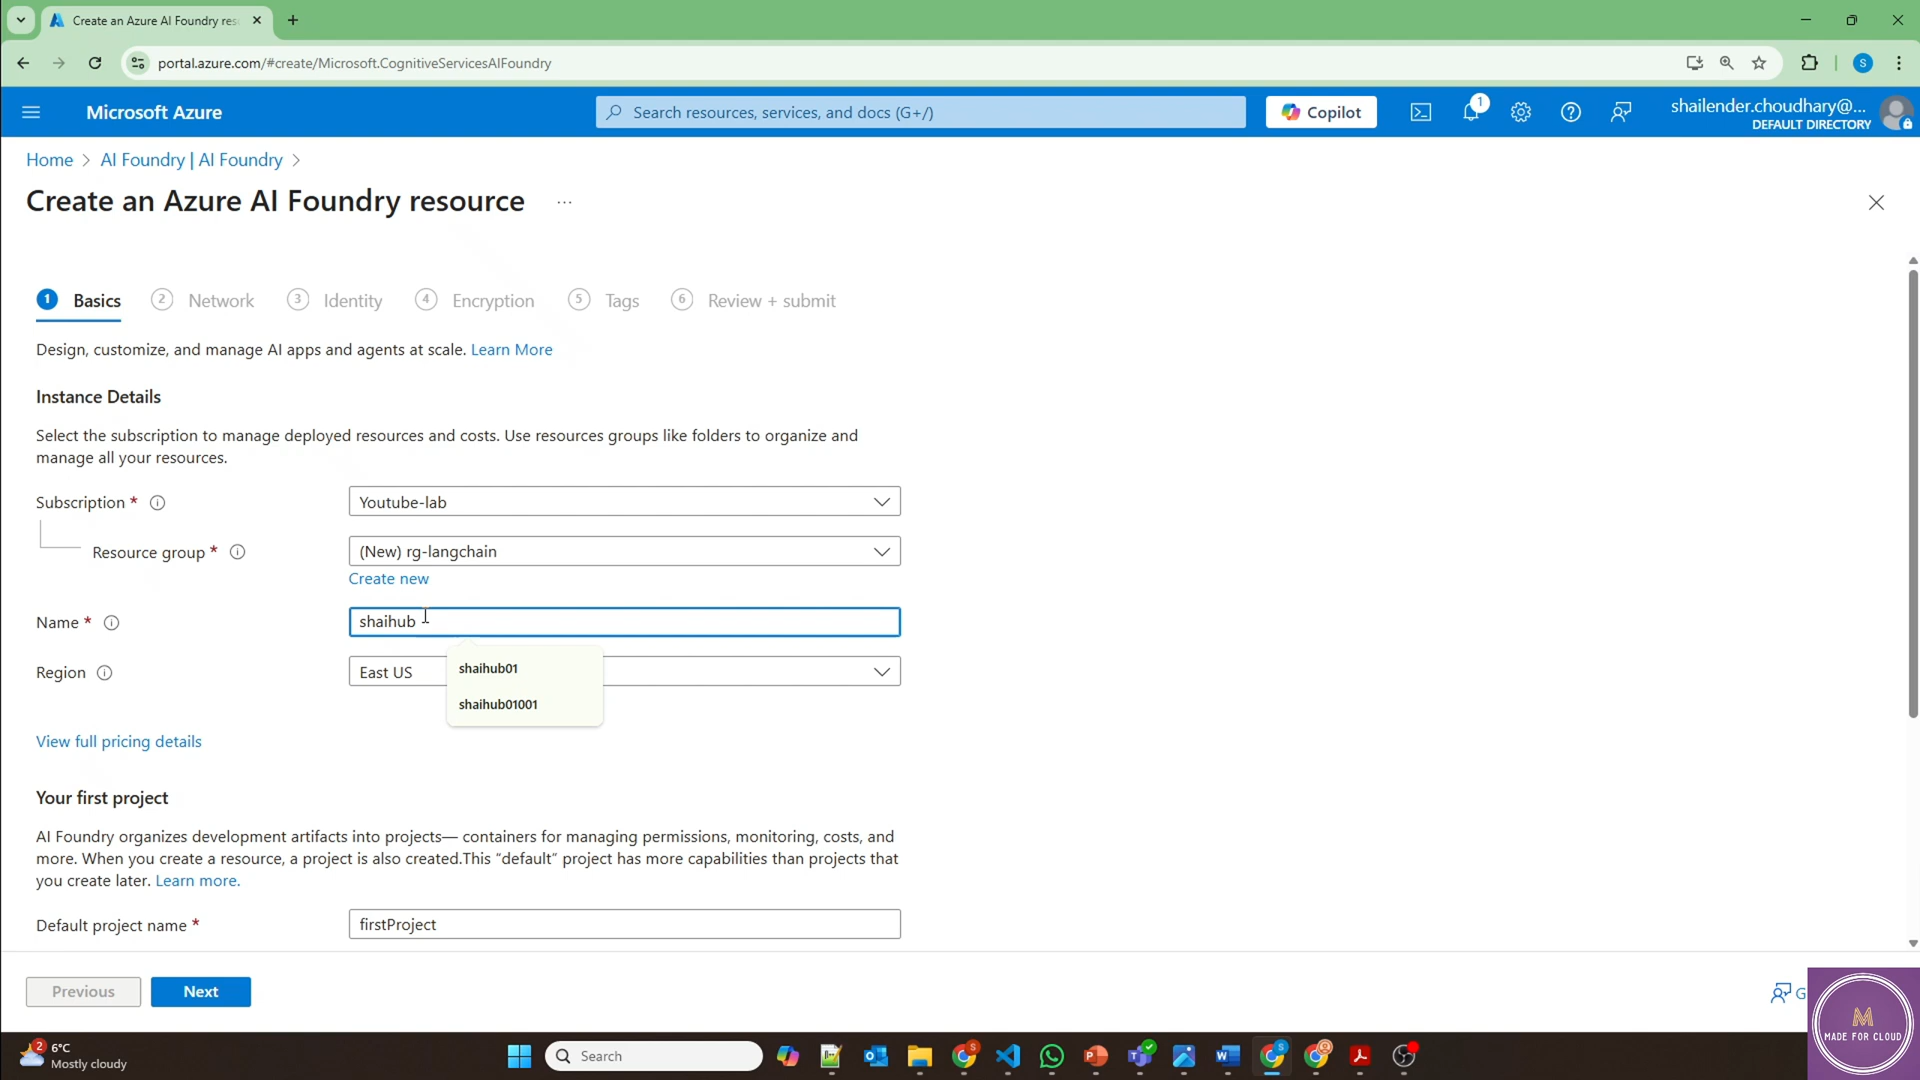 Create an Azure AI Foundry res
portal.azure.com/#create/Microsoft.CognitiveServicesAIFoundry
S
Microsoft Azure
Search resources, services, and docs (G+/)
Copilot
1
shailender.choudhary@...
DEFAULT DIRECTORY
Home > AI Foundry | AI Foundry >
Create an Azure AI Foundry resource ...
1 Basics 2 Network 3 Identity 4 Encryption 5 Tags 6 Review + submit
Design, customize, and manage AI apps and agents at scale. Learn More
Instance Details
Select the subscription to manage deployed resources and costs. Use resources groups like folders to organize and
manage all your resources.
Subscription * Youtube-lab
Resource group * (New) rg-langchain
Create new
Name * shaihub
shaihub01
shaihub01001
Region East US
View full pricing details
Your first project
AI Foundry organizes development artifacts into projects— containers for managing permissions, monitoring, costs, and
more. When you create a resource, a project is also created.This "default" project has more capabilities than projects that
you create later. Learn more.
Default project name * firstProject
Previous Next
G
M
MADE FOR CLOUD
2
6°C
Mostly cloudy
Search